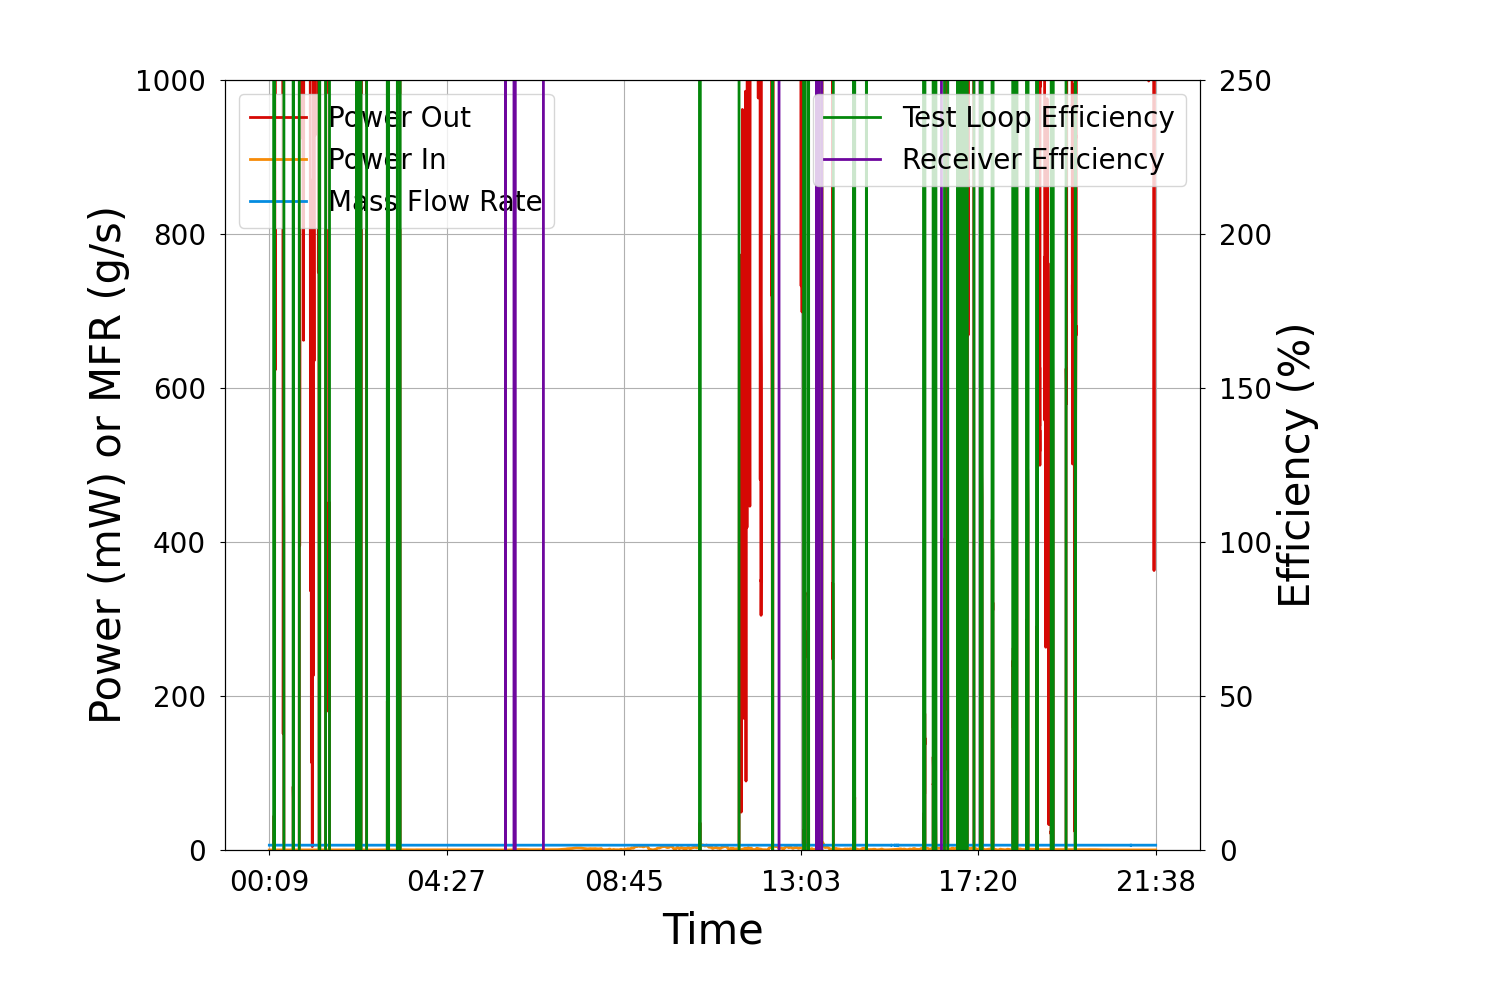 Power (mW) or MFR (g/s)
1000
800
600
400
200
0
Power Out
Power In
Mass Flow Rate
Test Loop Efficiency
Receiver Efficiency
250
200
150
100
50
0
Efficiency (%)
00:09 04:27 08:45 13:03 17:20 21:38
Time